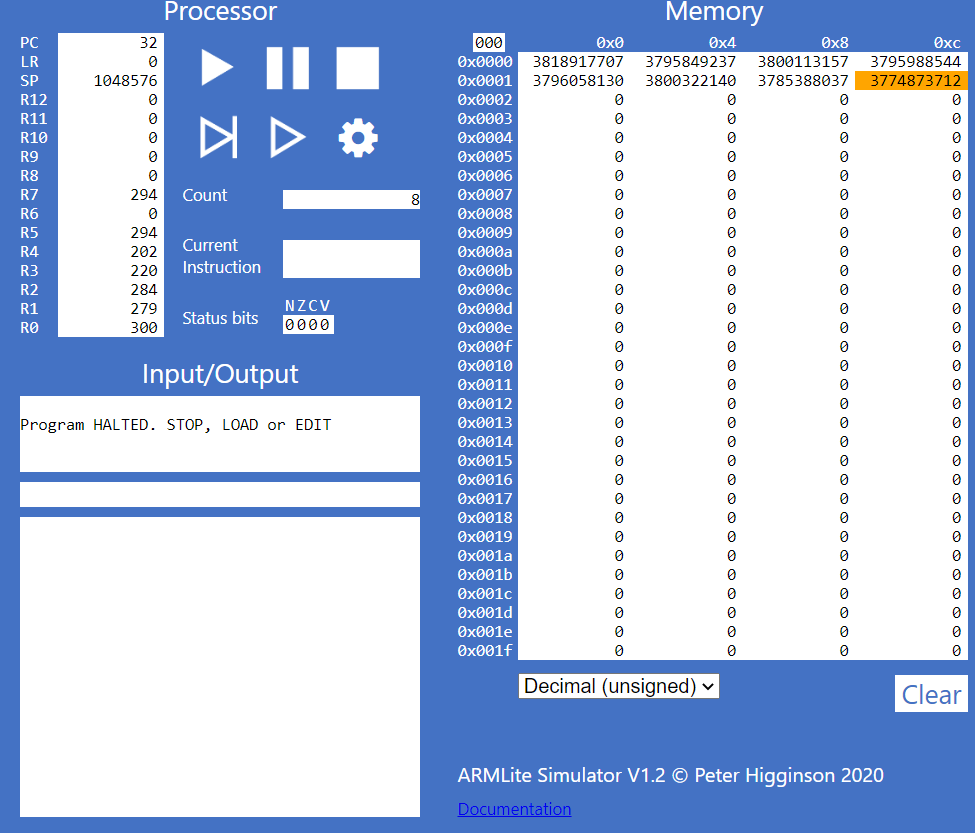 Processor
PC 32
LR 0
SP 1048576
R12 0
R11 0
R10 0
R9 0
R8 0
R7 294
R6 0
R5 294
R4 202
R3 220
R2 284
R1 279
R0 300
Count 8
Current
Instruction
Status bits
NZCV
0000
Input/Output
Program HALTED. STOP, LOAD or EDIT
Memory
000 0x0 0x4 0x8 0xc
0x0000 3818917707 3795849237 3800113157 3795988544
0x0001 3796058130 3800322140 3785388037 3774873712
0x0002 0 0 0 0
0x0003 0 0 0 0
0x0004 0 0 0 0
0x0005 0 0 0 0
0x0006 0 0 0 0
0x0007 0 0 0 0
0x0008 0 0 0 0
0x0009 0 0 0 0
0x000a 0 0 0 0
0x000b 0 0 0 0
0x000c 0 0 0 0
0x000d 0 0 0 0
0x000e 0 0 0 0
0x000f 0 0 0 0
0x0010 0 0 0 0
0x0011 0 0 0 0
0x0012 0 0 0 0
0x0013 0 0 0 0
0x0014 0 0 0 0
0x0015 0 0 0 0
0x0016 0 0 0 0
0x0017 0 0 0 0
0x0018 0 0 0 0
0x0019 0 0 0 0
0x001a 0 0 0 0
0x001b 0 0 0 0
0x001c 0 0 0 0
0x001d 0 0 0 0
0x001e 0 0 0 0
0x001f 0 0 0 0
Decimal (unsigned)
Clear
ARMLite Simulator V1.2 © Peter Higginson 2020
Documentation